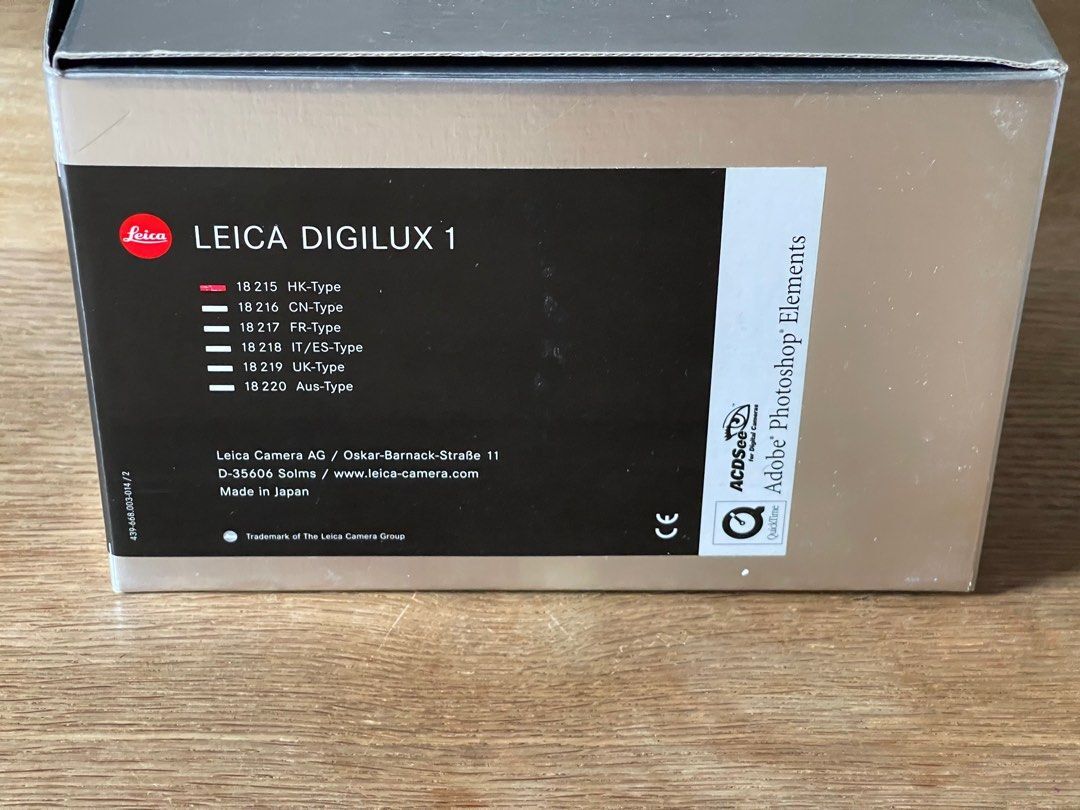 Leica
LEICA DIGILUX 1
18 215 HK-Type
18 216 CN-Type
18 217 FR-Type
18 218 IT/ES-Type
18 219 UK-Type
18 220 Aus-Type
Leica Camera AG / Oskar-Barnack-Straße 11
D-35606 Solms / www.leica-camera.com
Made in Japan
Trademark of The Leica Camera Group
439-668.003-014 / 2
CE
QuickTime
ACDSee™
for Digital Cameras
Adobe® Photoshop® Elements